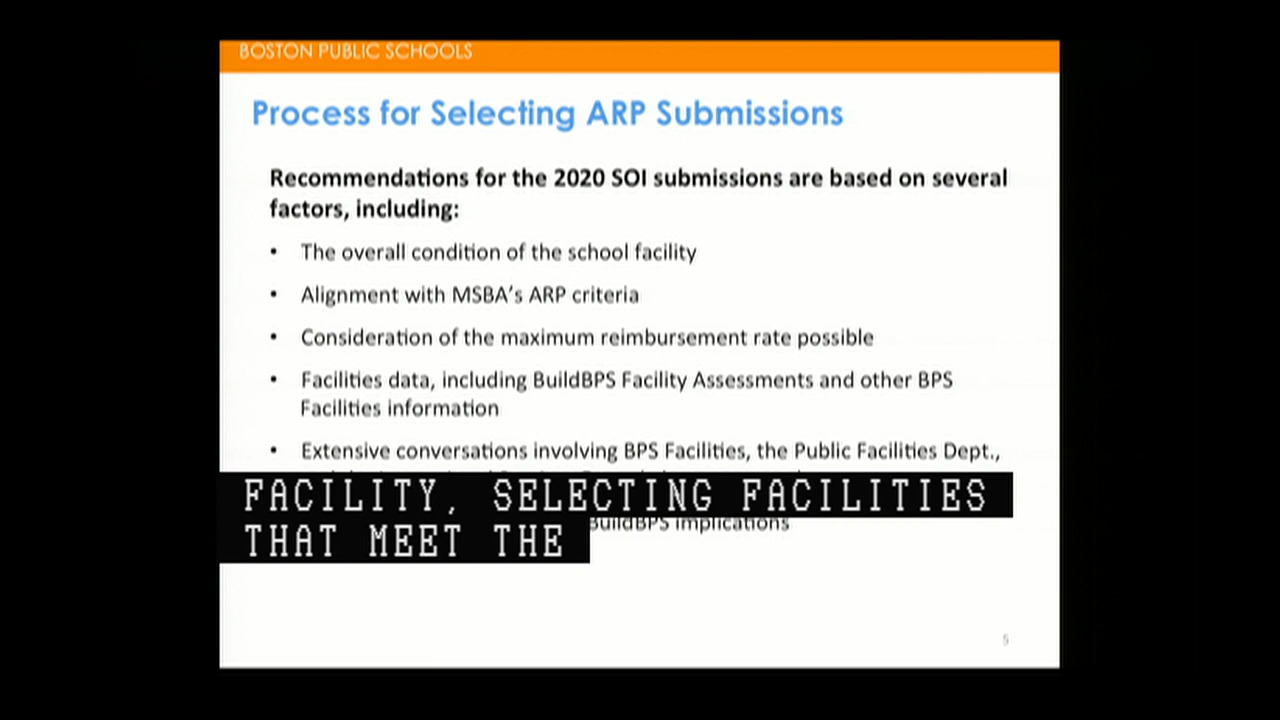 BOSTON PUBLIC SCHOOLS
Process for Selecting ARP Submissions
Recommendations for the 2020 SOI submissions are based on several
factors, including:
• The overall condition of the school facility
• Alignment with MSBA's ARP criteria
• Consideration of the maximum reimbursement rate possible
• Facilities data, including BuildBPS Facility Assessments and other BPS
Facilities information
• Extensive conversations involving BPS Facilities, the Public Facilities Dept.,
FACILITY, SELECTING FACILITIES
BuildBPS implications
THAT MEET THE
5